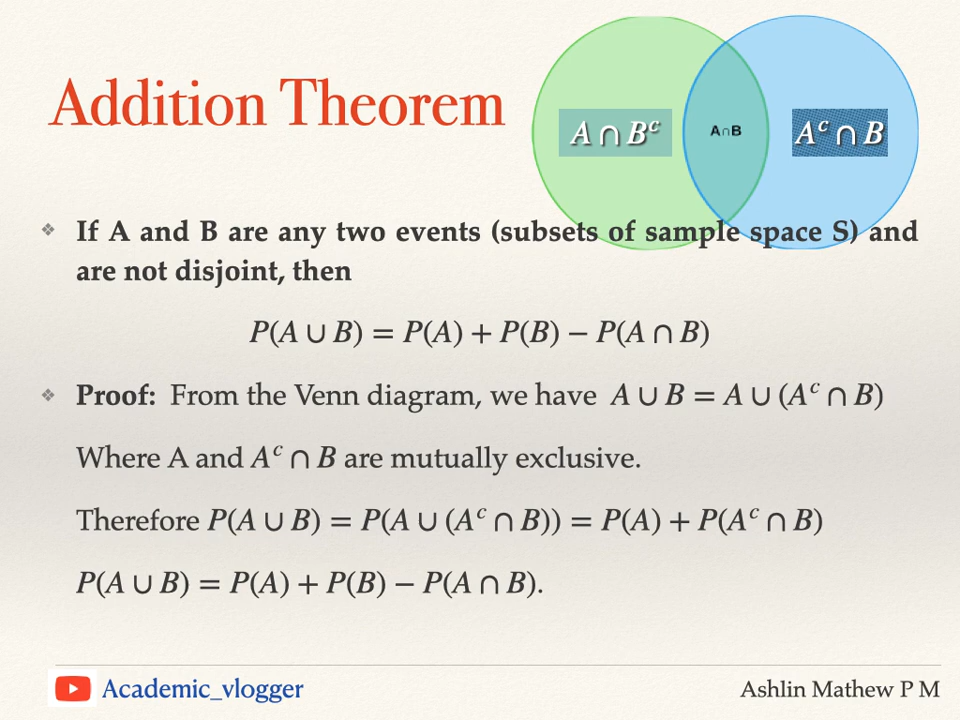 Addition Theorem
A ∩ Bᶜ
A∩B
Aᶜ ∩ B
❖ If A and B are any two events (subsets of sample space S) and
are not disjoint, then
P(A ∪ B) = P(A) + P(B) − P(A ∩ B)
❖ Proof: From the Venn diagram, we have A ∪ B = A ∪ (Aᶜ ∩ B)
Where A and Aᶜ ∩ B are mutually exclusive.
Therefore P(A ∪ B) = P(A ∪ (Aᶜ ∩ B)) = P(A) + P(Aᶜ ∩ B)
P(A ∪ B) = P(A) + P(B) − P(A ∩ B).
Academic_vlogger
Ashlin Mathew P M